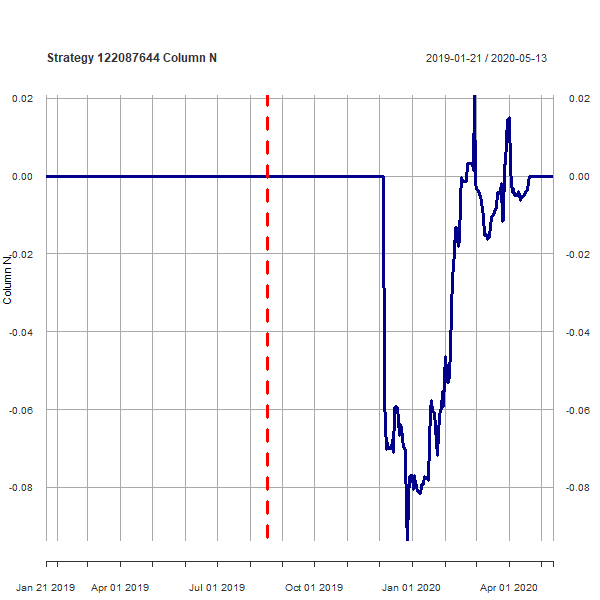 Strategy 122087644 Column N
2019-01-21 / 2020-05-13
0.02
0.02
0.00
0.00
-0.02
-0.02
Column N
-0.04
-0.04
-0.06
-0.06
-0.08
-0.08
Jan 21 2019
Apr 01 2019
Jul 01 2019
Oct 01 2019
Jan 01 2020
Apr 01 2020